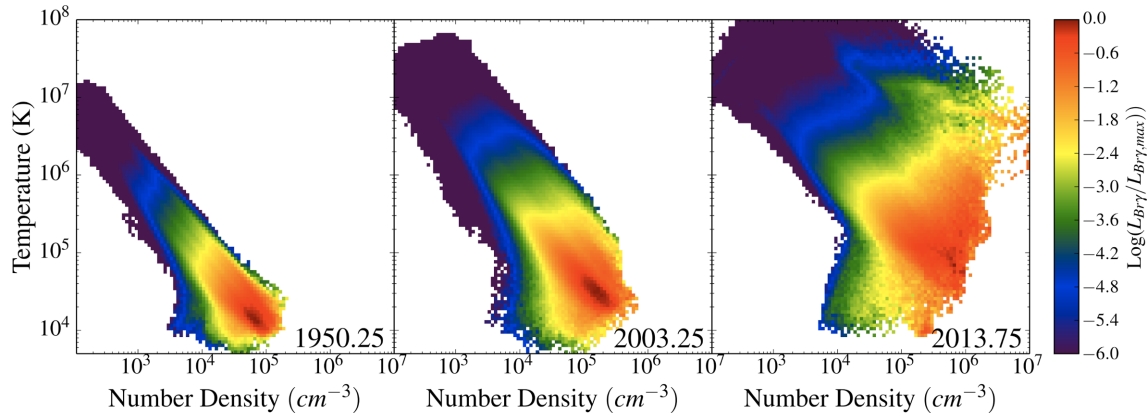 10^8
10^7
10^6
10^5
10^4
Temperature (K)
1950.25
2003.25
2013.75
10^3 10^4 10^5 10^6 10^7
10^3 10^4 10^5 10^6 10^7
10^3 10^4 10^5 10^6 10^7
Number Density (cm^{-3})
Number Density (cm^{-3})
Number Density (cm^{-3})
0.0
−0.6
−1.2
−1.8
−2.4
−3.0
−3.6
−4.2
−4.8
−5.4
−6.0
Log(L_{Brγ}/L_{Brγ,max})